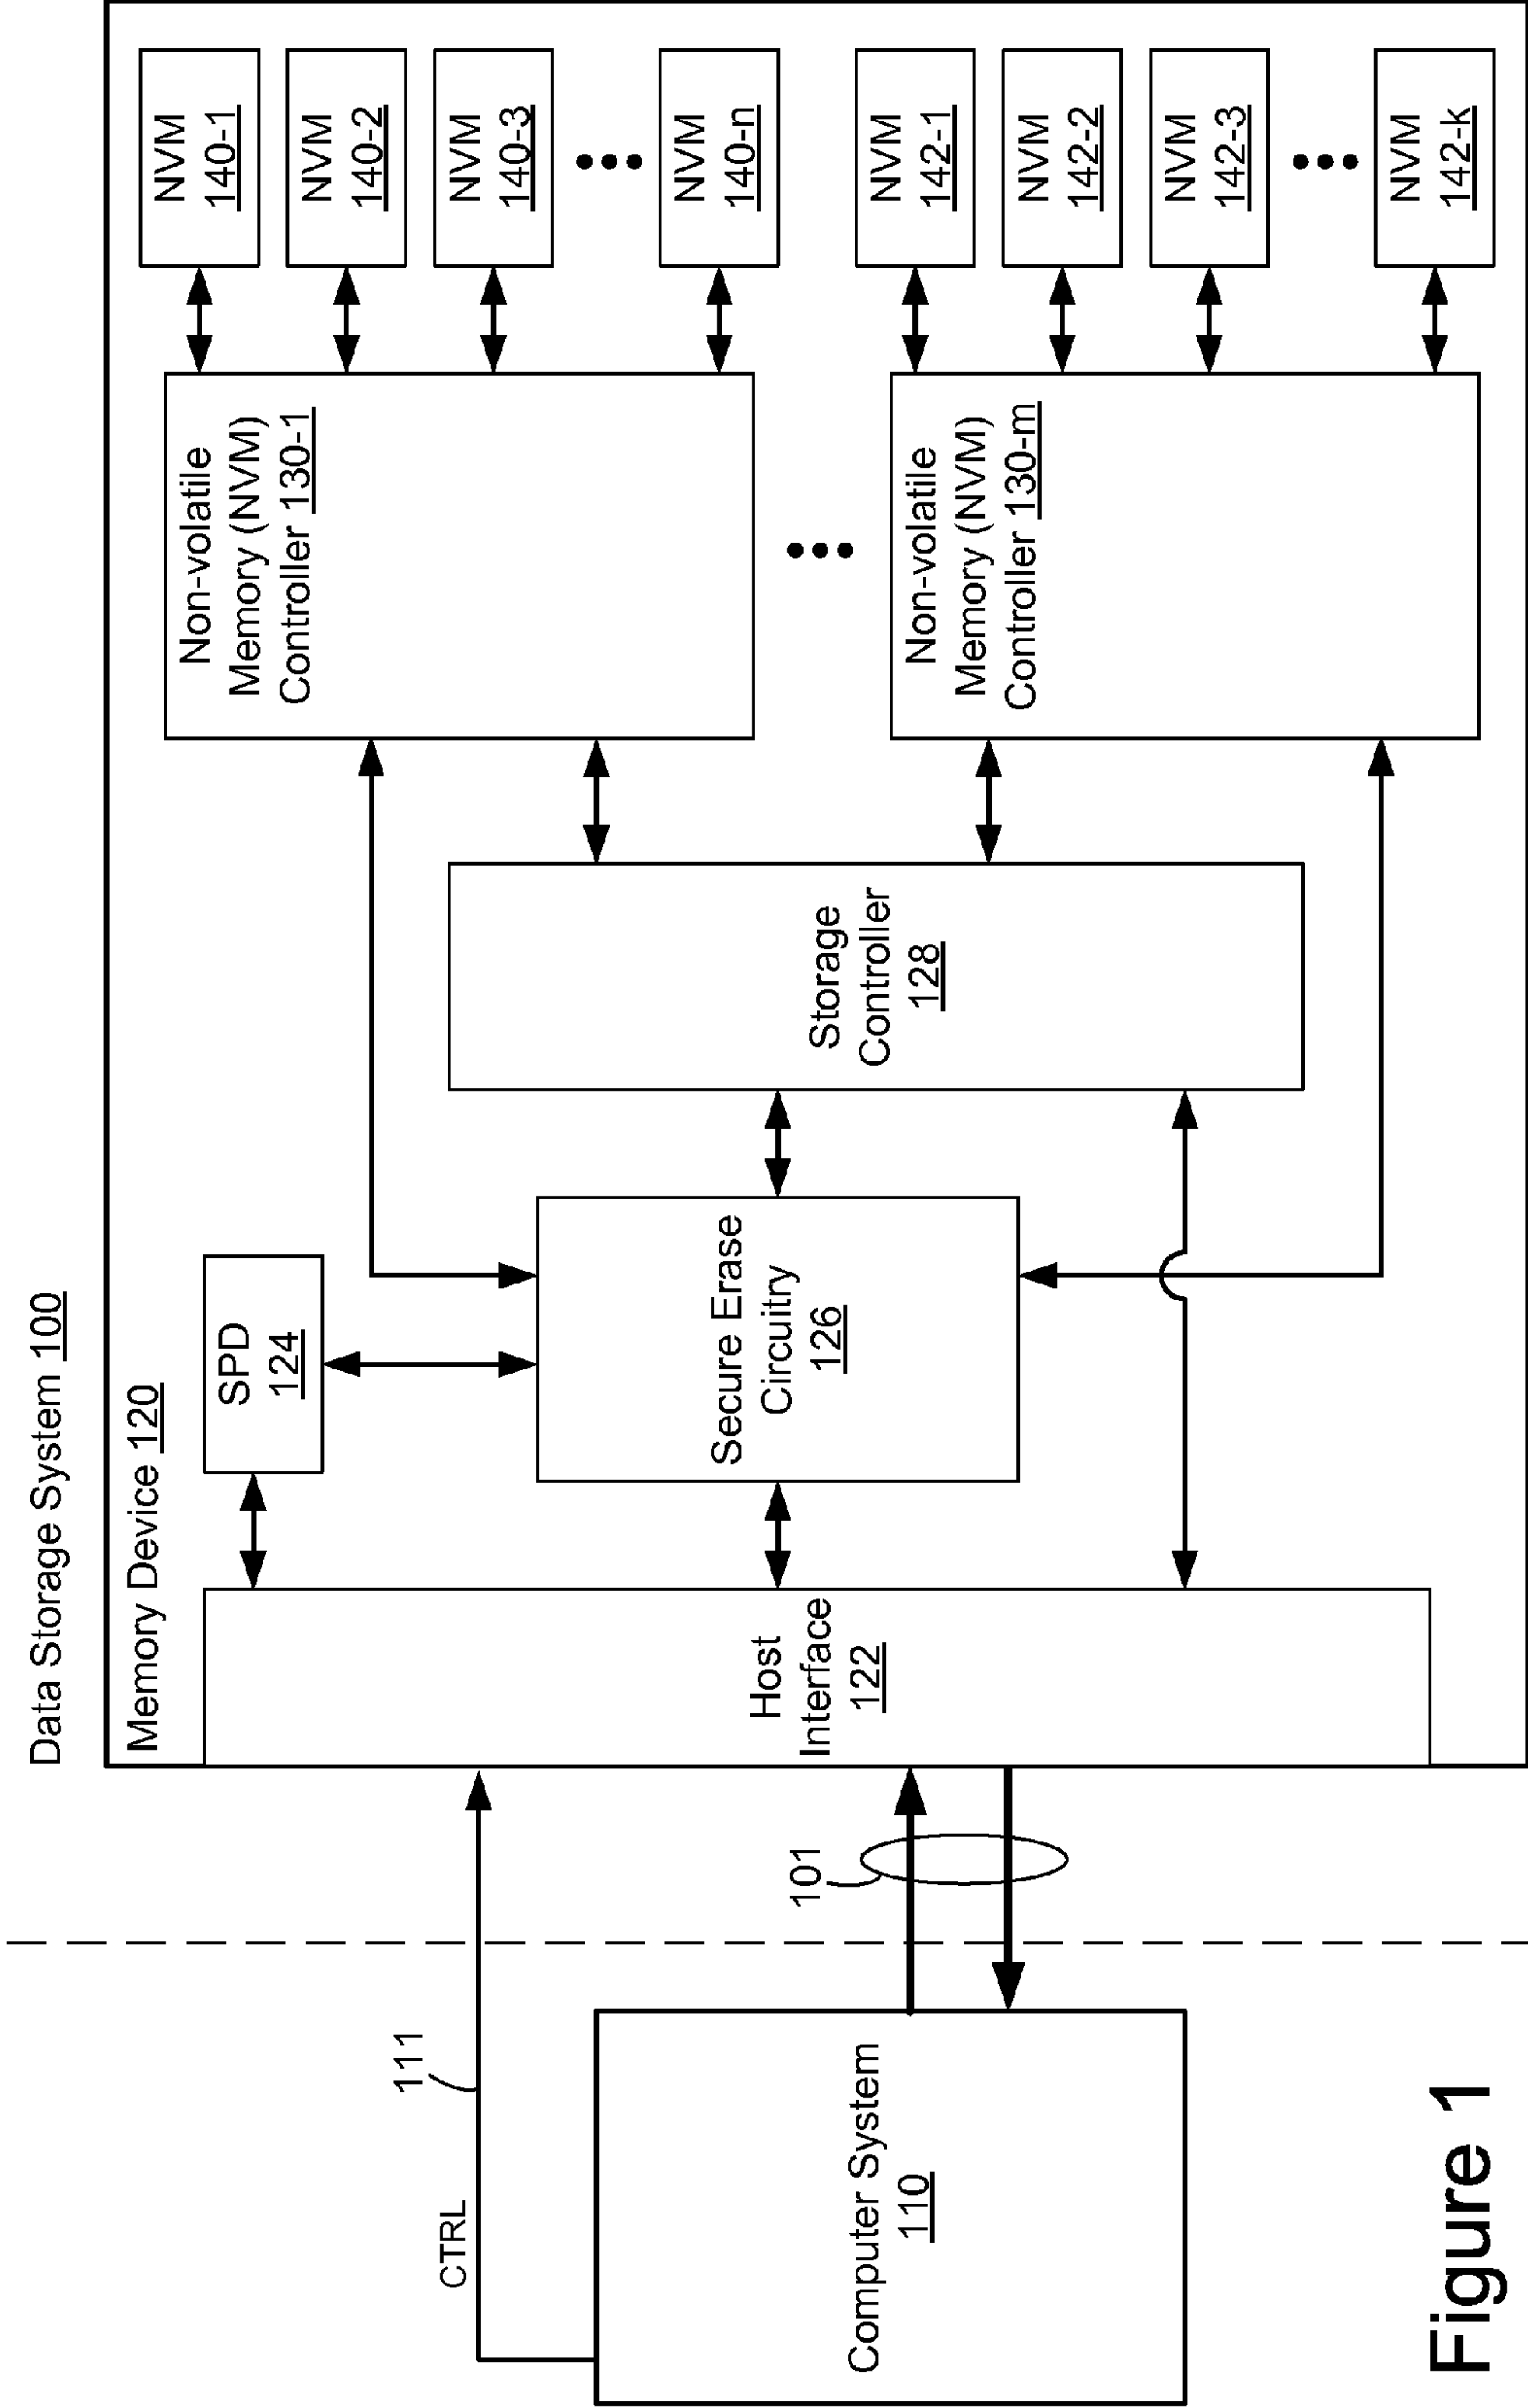 Data Storage System 100
Memory Device 120
Computer System
110
CTRL
111
101
Host
Interface
122
SPD
124
Secure Erase
Circuitry
126
Storage
Controller
128
Non-volatile
Memory (NVM)
Controller 130-1
Non-volatile
Memory (NVM)
Controller 130-m
NVM
140-1
NVM
140-2
NVM
140-3
NVM
140-n
NVM
142-1
NVM
142-2
NVM
142-3
NVM
142-k
Figure 1